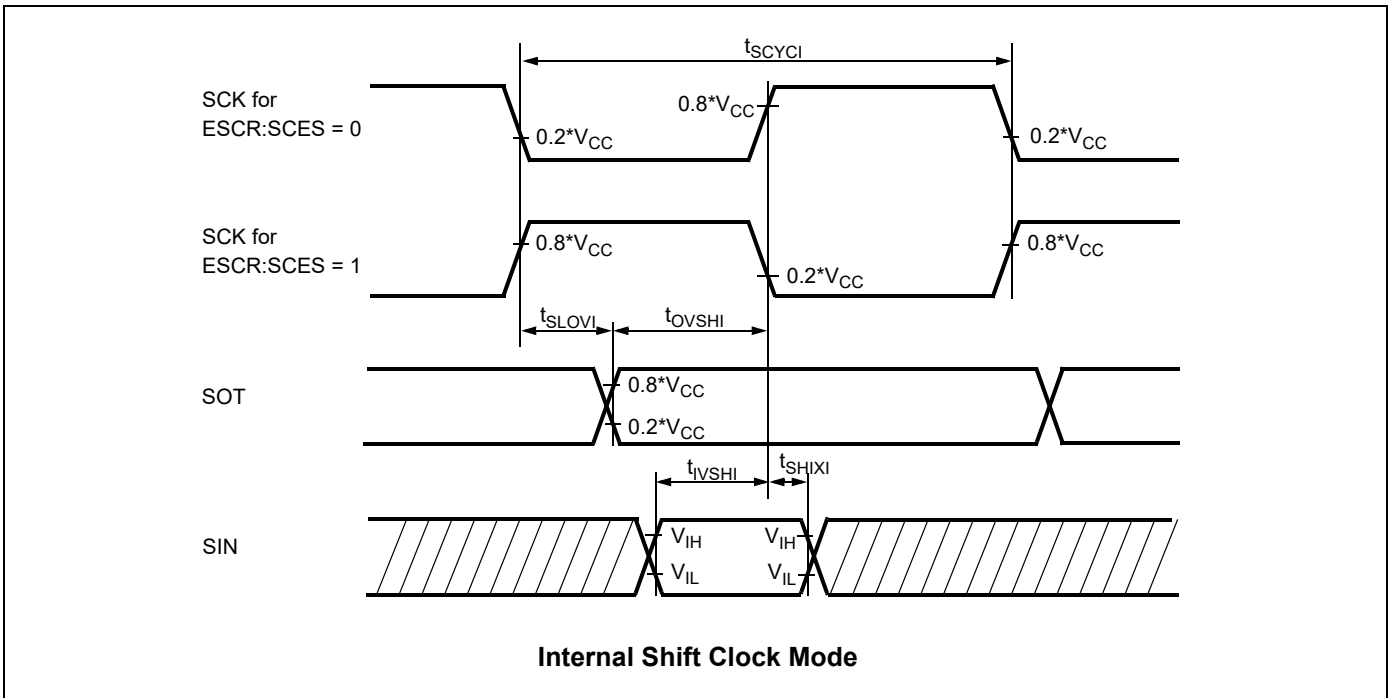 tSCYCI
SCK for
ESCR:SCES = 0
0.8*VCC
0.2*VCC
0.2*VCC
SCK for
ESCR:SCES = 1
0.8*VCC
0.8*VCC
0.2*VCC
tSLOVI
tOVSHI
SOT
0.8*VCC
0.2*VCC
tIVSHI
tSHIXI
SIN
VIH
VIH
VIL
VIL
Internal Shift Clock Mode